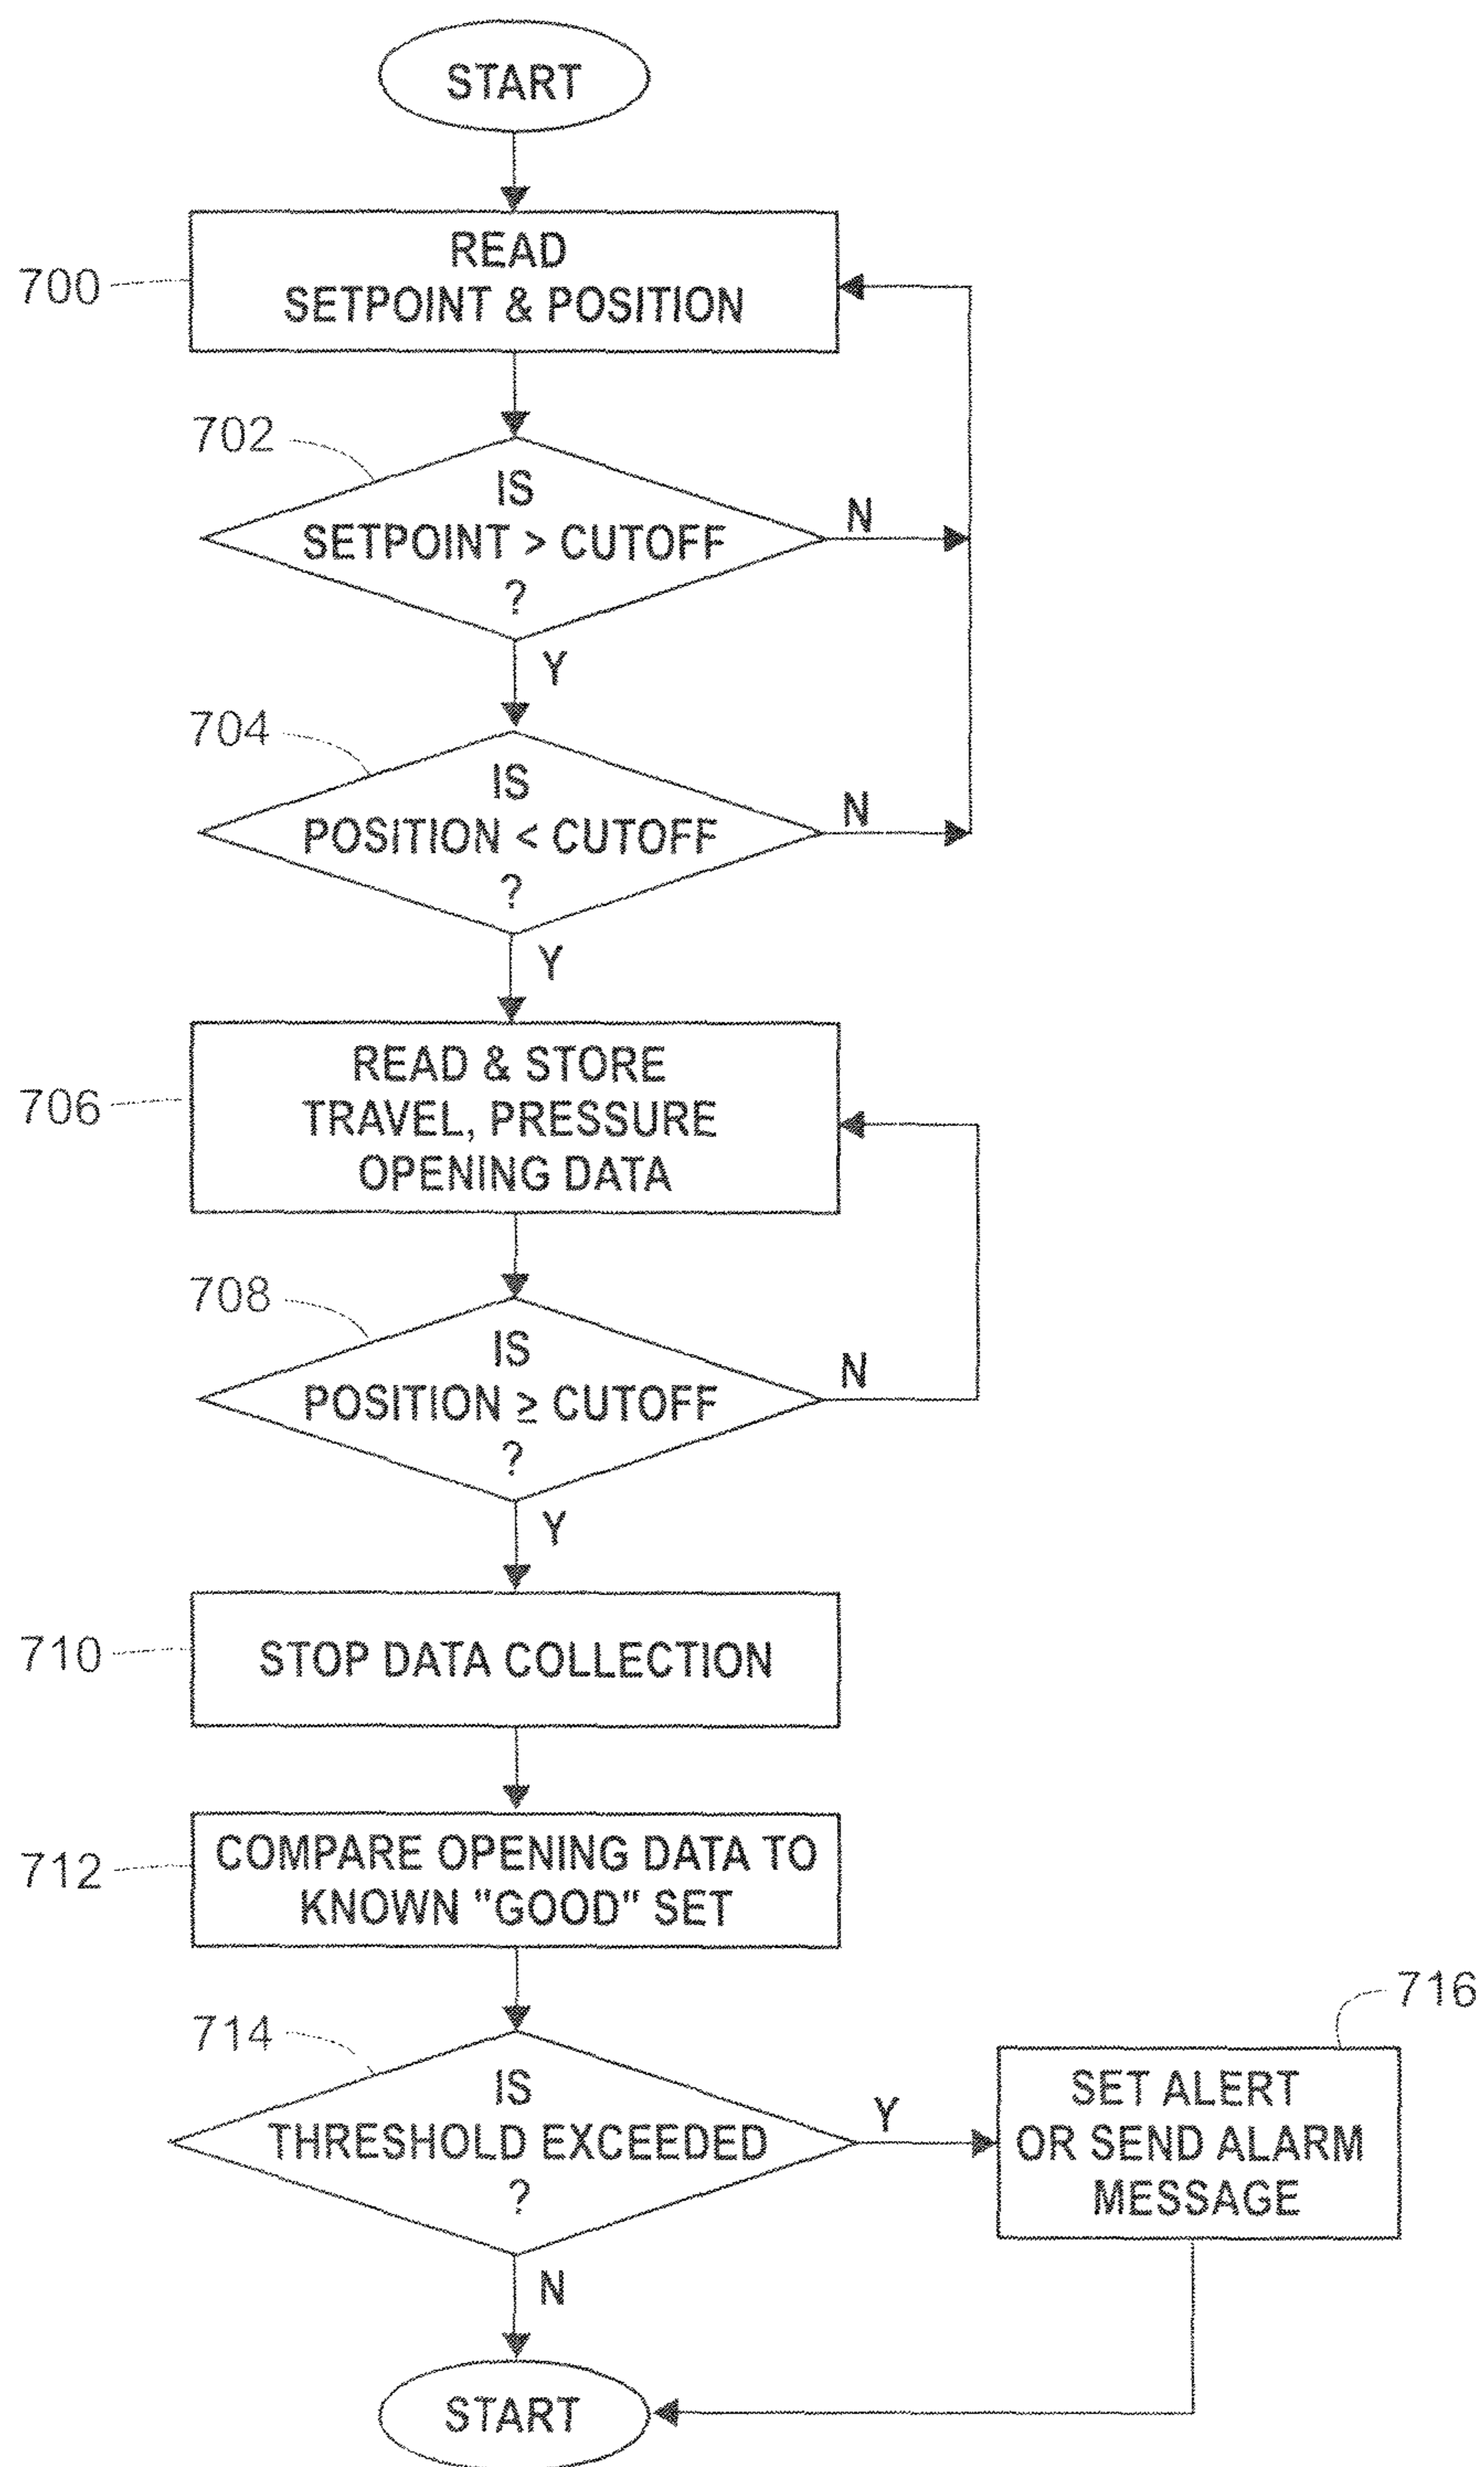 START
700
READ
SETPOINT & POSITION
702
IS
SETPOINT > CUTOFF
?
N
Y
704
IS
POSITION < CUTOFF
?
N
Y
706
READ & STORE
TRAVEL, PRESSURE
OPENING DATA
708
IS
POSITION ≥ CUTOFF
?
N
Y
710
STOP DATA COLLECTION
712
COMPARE OPENING DATA TO
KNOWN "GOOD" SET
714
IS
THRESHOLD EXCEEDED
?
Y
N
716
SET ALERT
OR SEND ALARM
MESSAGE
START